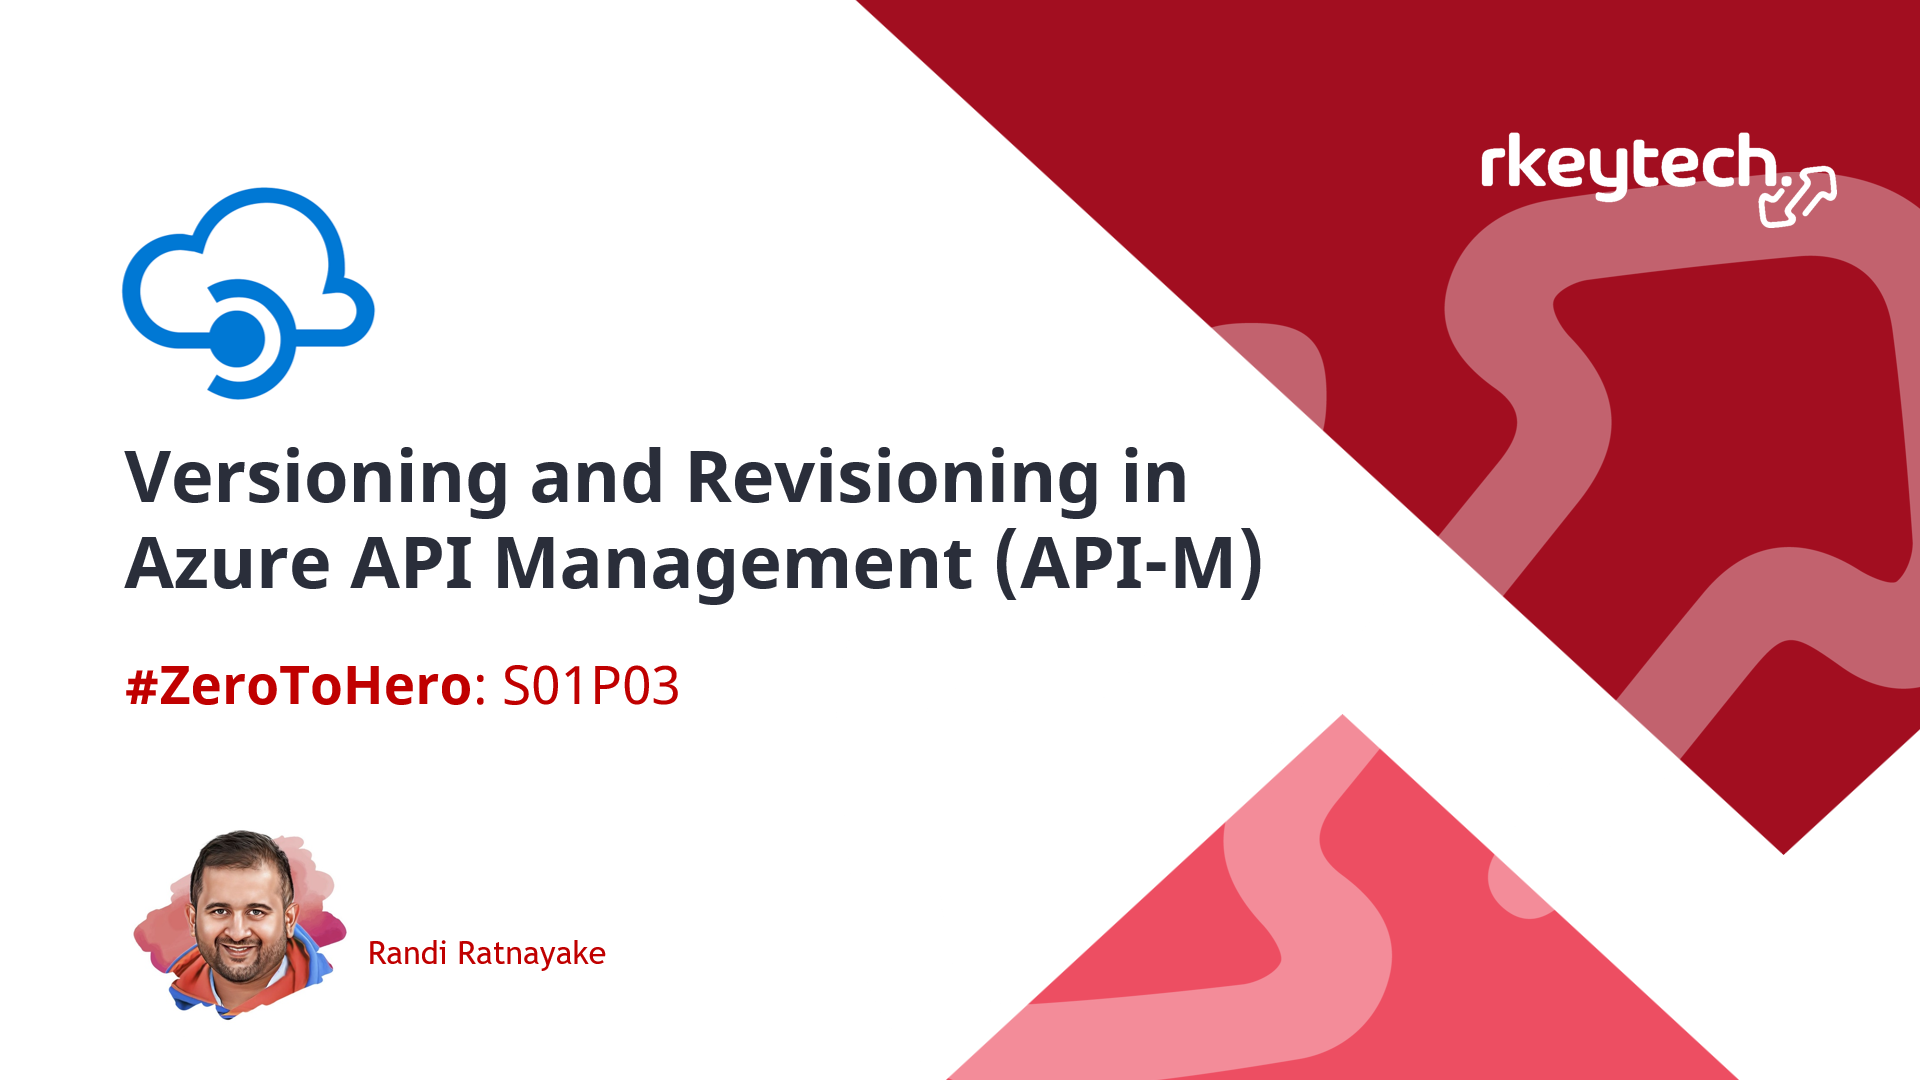 rkeytech.
Versioning and Revisioning in
Azure API Management (API-M)
#ZeroToHero: S01P03
Randi Ratnayake